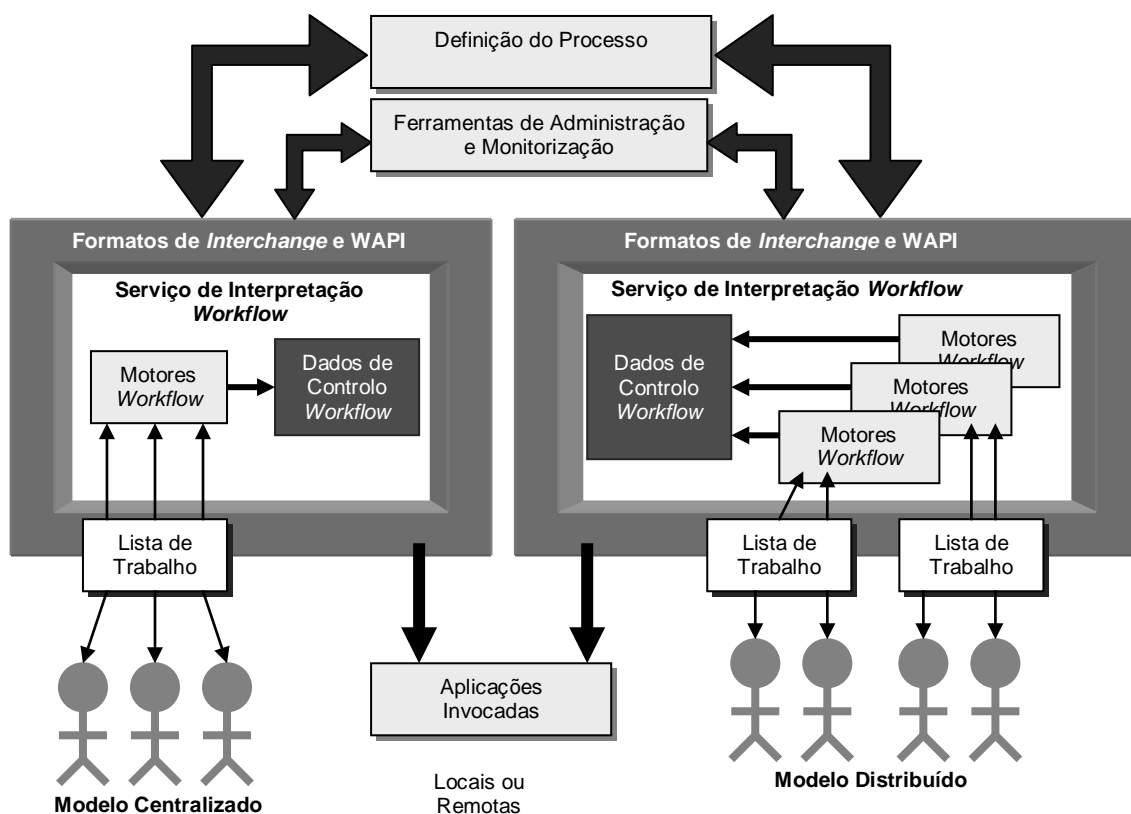 Definição do Processo
Ferramentas de Administração
e Monitorização
Formatos de Interchange e WAPI
Serviço de Interpretação
Workflow
Motores
Workflow
Dados de
Controlo
Workflow
Lista de
Trabalho
Modelo Centralizado
Formatos de Interchange e WAPI
Serviço de Interpretação Workflow
Dados de
Controlo
Workflow
Motores
Workflow
Motores
Workflow
Motores
Workflow
Lista de
Trabalho
Lista de
Trabalho
Modelo Distribuído
Aplicações
Invocadas
Locais ou
Remotas